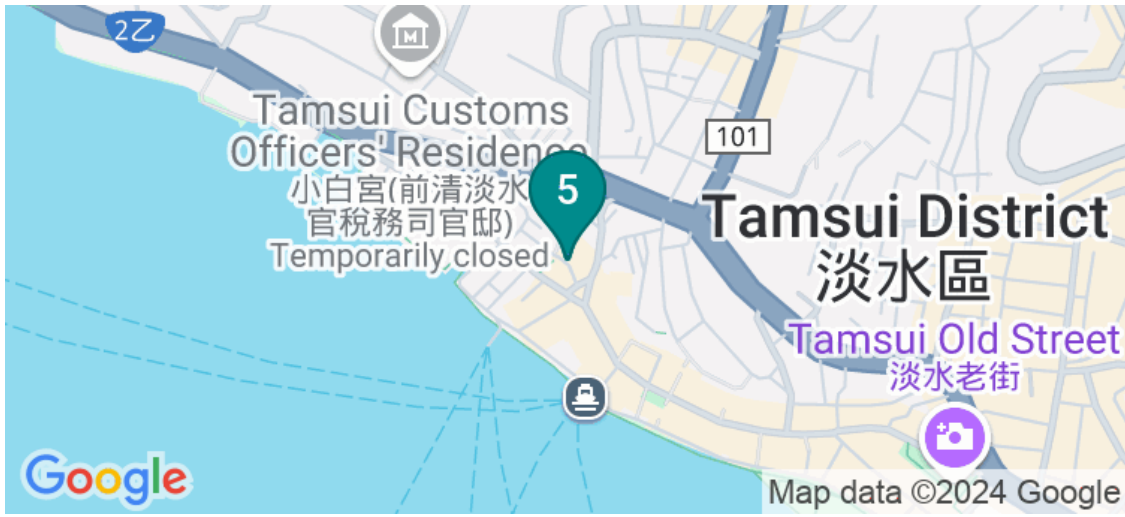 2乙
Tamsui Customs
Officers' Residence
小白宮(前清淡水
官稅務司官邸)
Temporarily closed
5
101
Tamsui District
淡水區
Tamsui Old Street
淡水老街
Google
Map data ©2024 Google